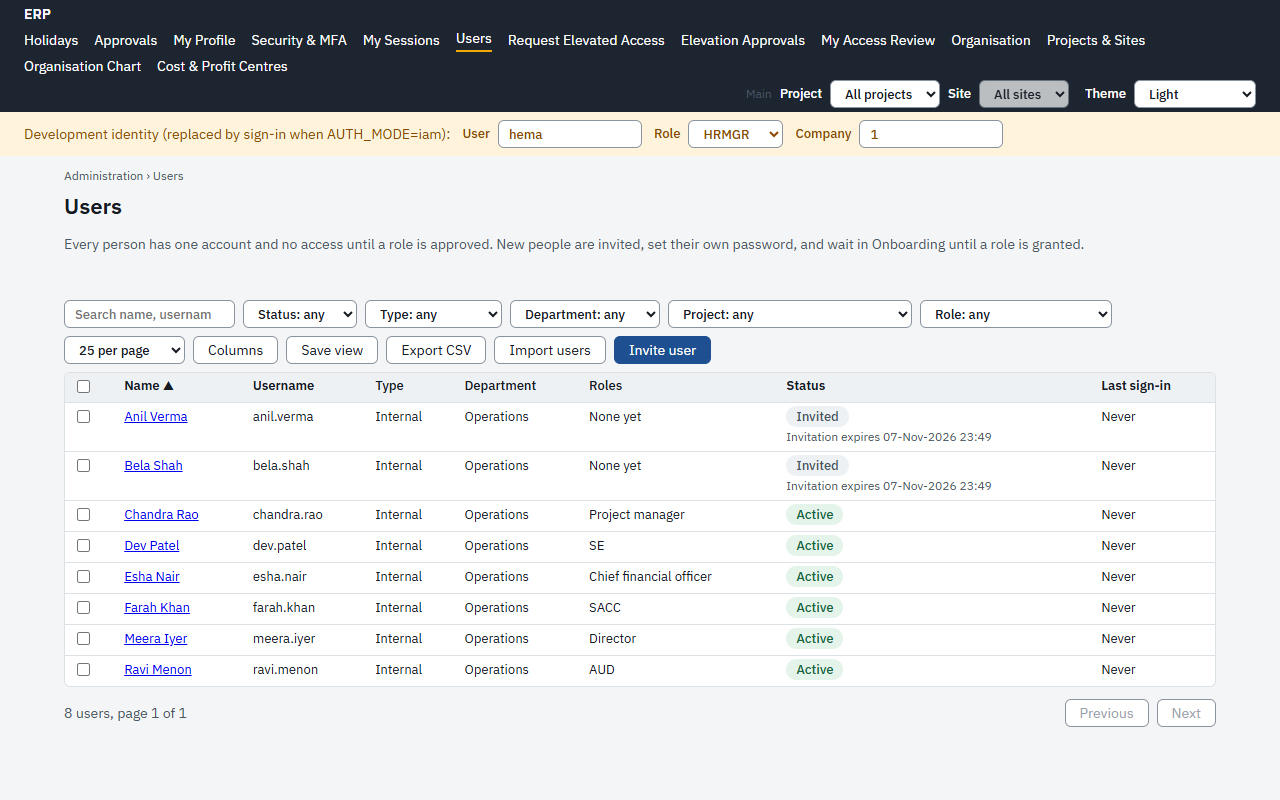 ERP
Holidays Approvals My Profile Security & MFA My Sessions Users Request Elevated Access Elevation Approvals My Access Review Organisation Projects & Sites
Organisation Chart Cost & Profit Centres
Main Project All projects Site All sites Theme Light
Development identity (replaced by sign-in when AUTH_MODE=iam): User hema Role HRMGR Company 1
Administration › Users
Users
Every person has one account and no access until a role is approved. New people are invited, set their own password, and wait in Onboarding until a role is granted.
Search name, usernam Status: any Type: any Department: any Project: any Role: any
25 per page Columns Save view Export CSV Import users Invite user
Name ▲ Username Type Department Roles Status Last sign-in
Anil Verma anil.verma Internal Operations None yet Invited Never
Invitation expires 07-Nov-2026 23:49
Bela Shah bela.shah Internal Operations None yet Invited Never
Invitation expires 07-Nov-2026 23:49
Chandra Rao chandra.rao Internal Operations Project manager Active Never
Dev Patel dev.patel Internal Operations SE Active Never
Esha Nair esha.nair Internal Operations Chief financial officer Active Never
Farah Khan farah.khan Internal Operations SACC Active Never
Meera Iyer meera.iyer Internal Operations Director Active Never
Ravi Menon ravi.menon Internal Operations AUD Active Never
8 users, page 1 of 1 Previous Next